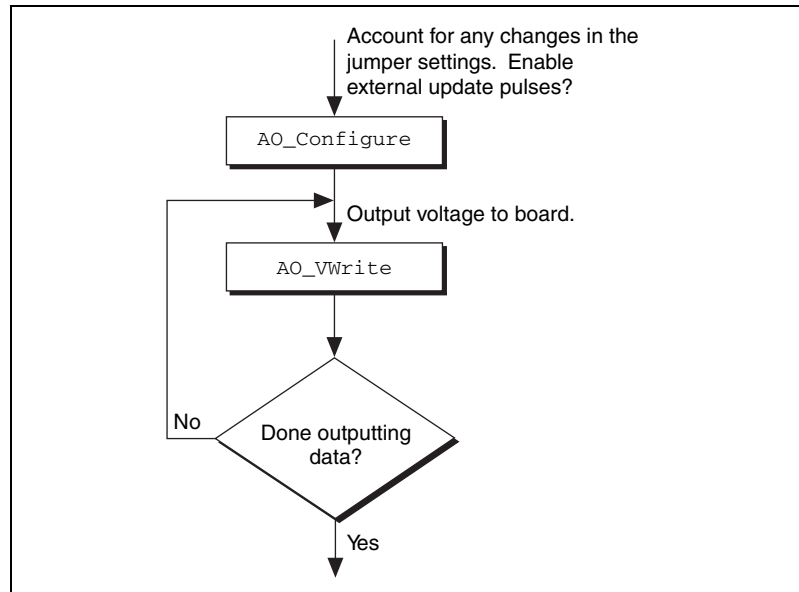 Account for any changes in the
jumper settings.  Enable
external update pulses?
AO_Configure
Output voltage to board.
AO_VWrite
No
Done outputting
data?
Yes